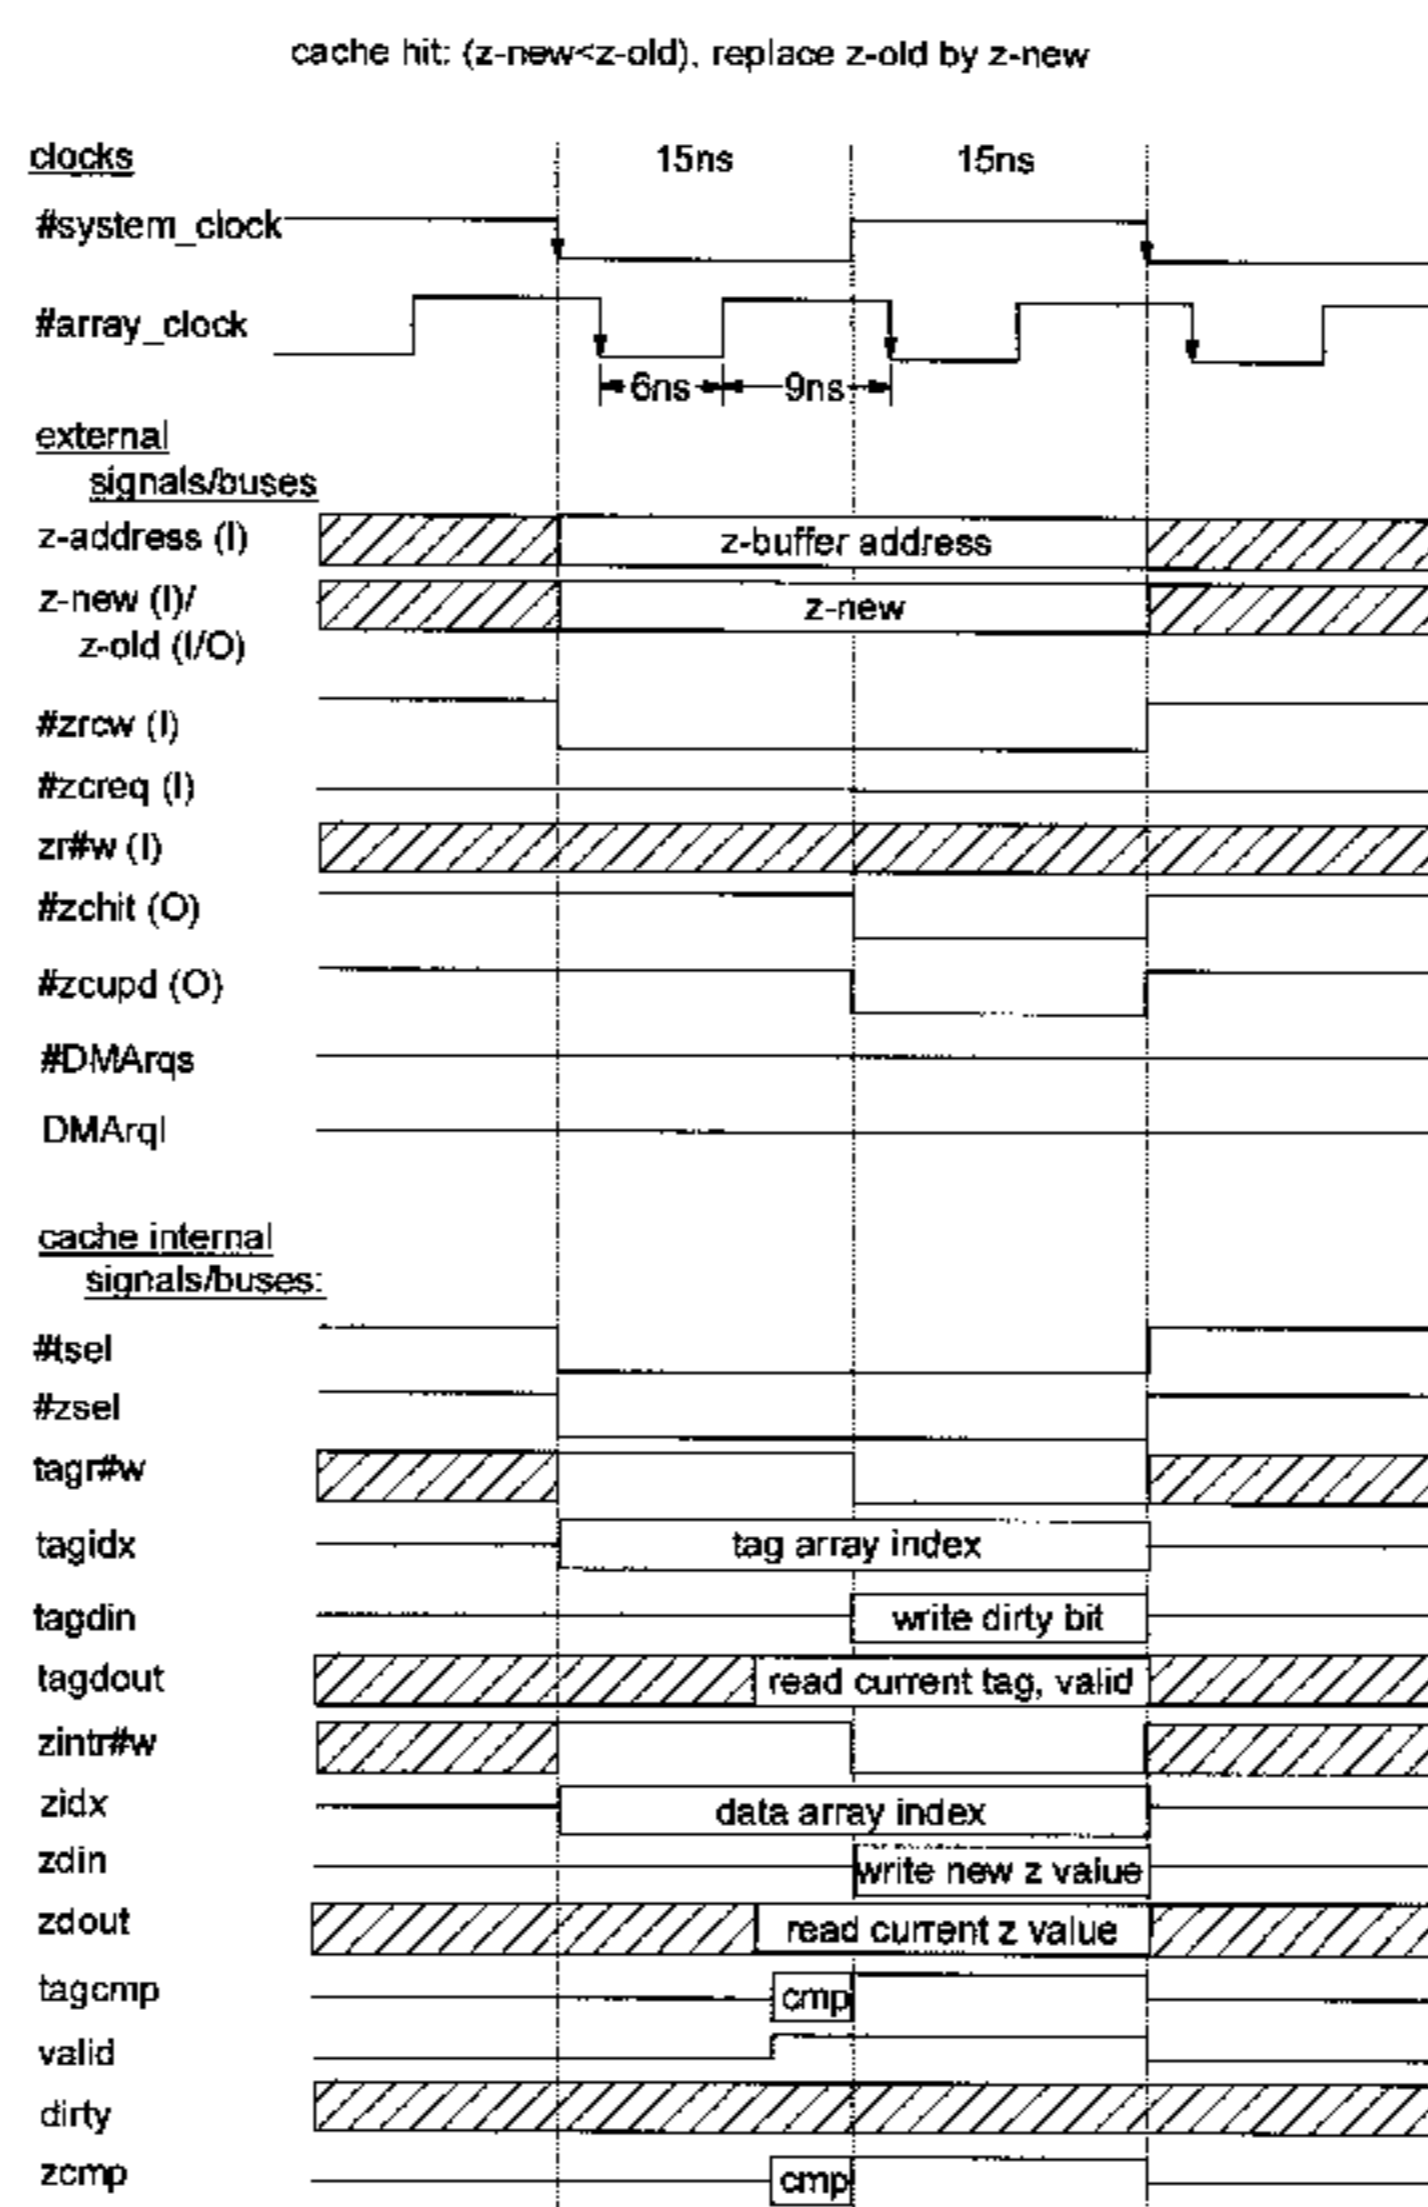 cache hit: (z-new<z-old), replace z-old by z-new
clocks 15ns 15ns
#system_clock
#array_clock
6ns 9ns
external
signals/buses
z-address (I) z-buffer address
z-new (I)/ z-new
z-old (I/O)
#zrcw (I)
#zcreq (I)
zr#w (I)
#zchit (O)
#zcupd (O)
#DMArqs
DMArql
cache internal
signals/buses:
#tsel
#zsel
tagr#w
tagidx tag array index
tagdin write dirty bit
tagdout read current tag, valid
zintr#w
zidx data array index
zdin write new z value
zdout read current z value
tagcmp cmp
valid
dirty
zcmp cmp